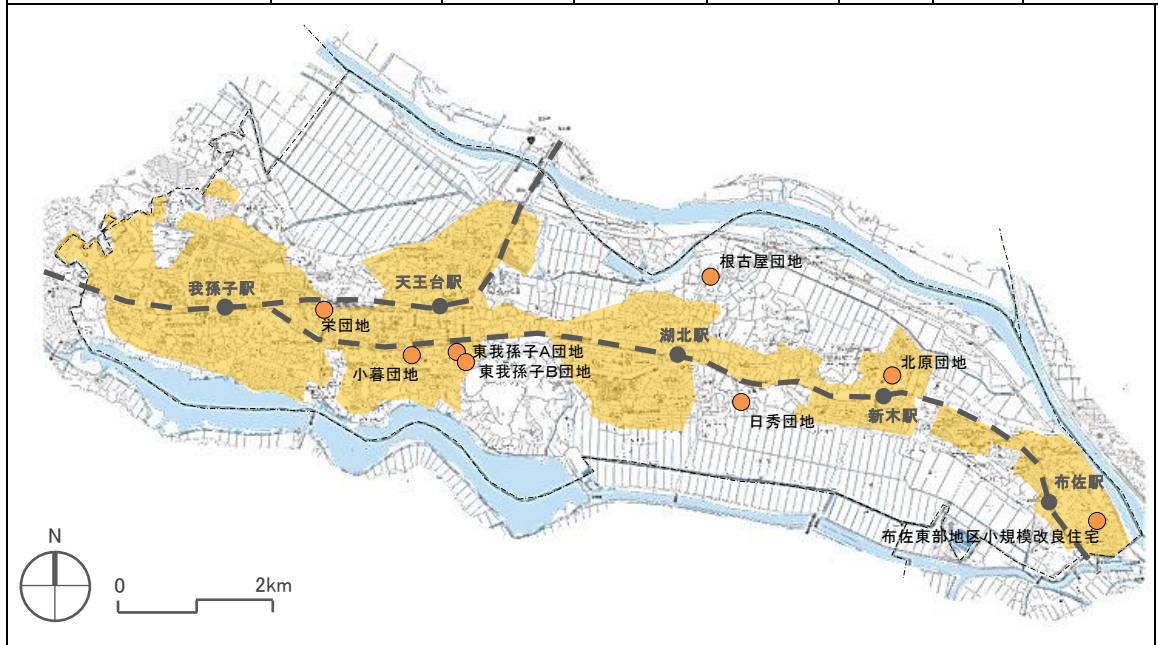 根古屋団地
天王台駅
我孫子駅
栄団地
湖北駅
東我孫子A団地
小暮団地
東我孫子B団地
北原団地
日秀団地
新木駅
布佐駅
布佐東部地区小規模改良住宅
N
0
2km